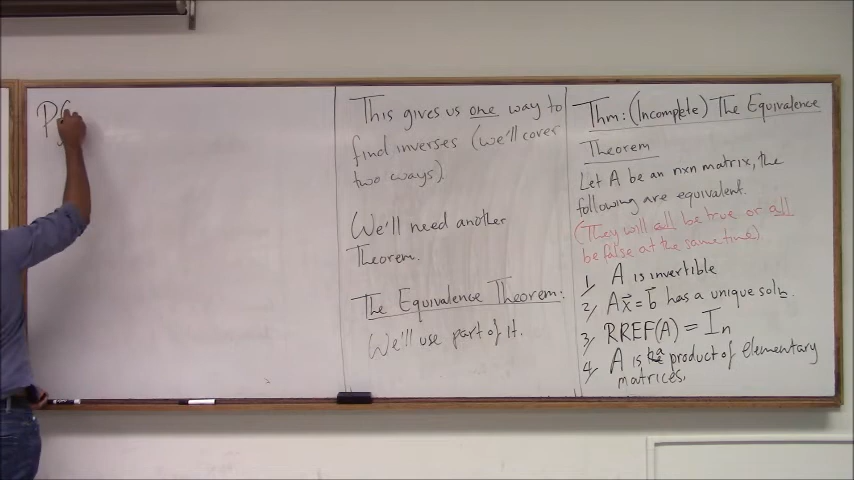 Pf
This gives us one way to
find inverses (we'll cover
two ways).
We'll need another
Theorem.
The Equivalence Theorem:
We'll use part of it.
Thm: (Incomplete) The Equivalence
Theorem
Let A be an nxn matrix, the
following are equivalent.
(They will all be true or all
be false at the same time)
1, A is invertible
2, Ax⃗ = b⃗ has a unique soln.
3, RREF(A) = In
4, A is a product of elementary
matrices.